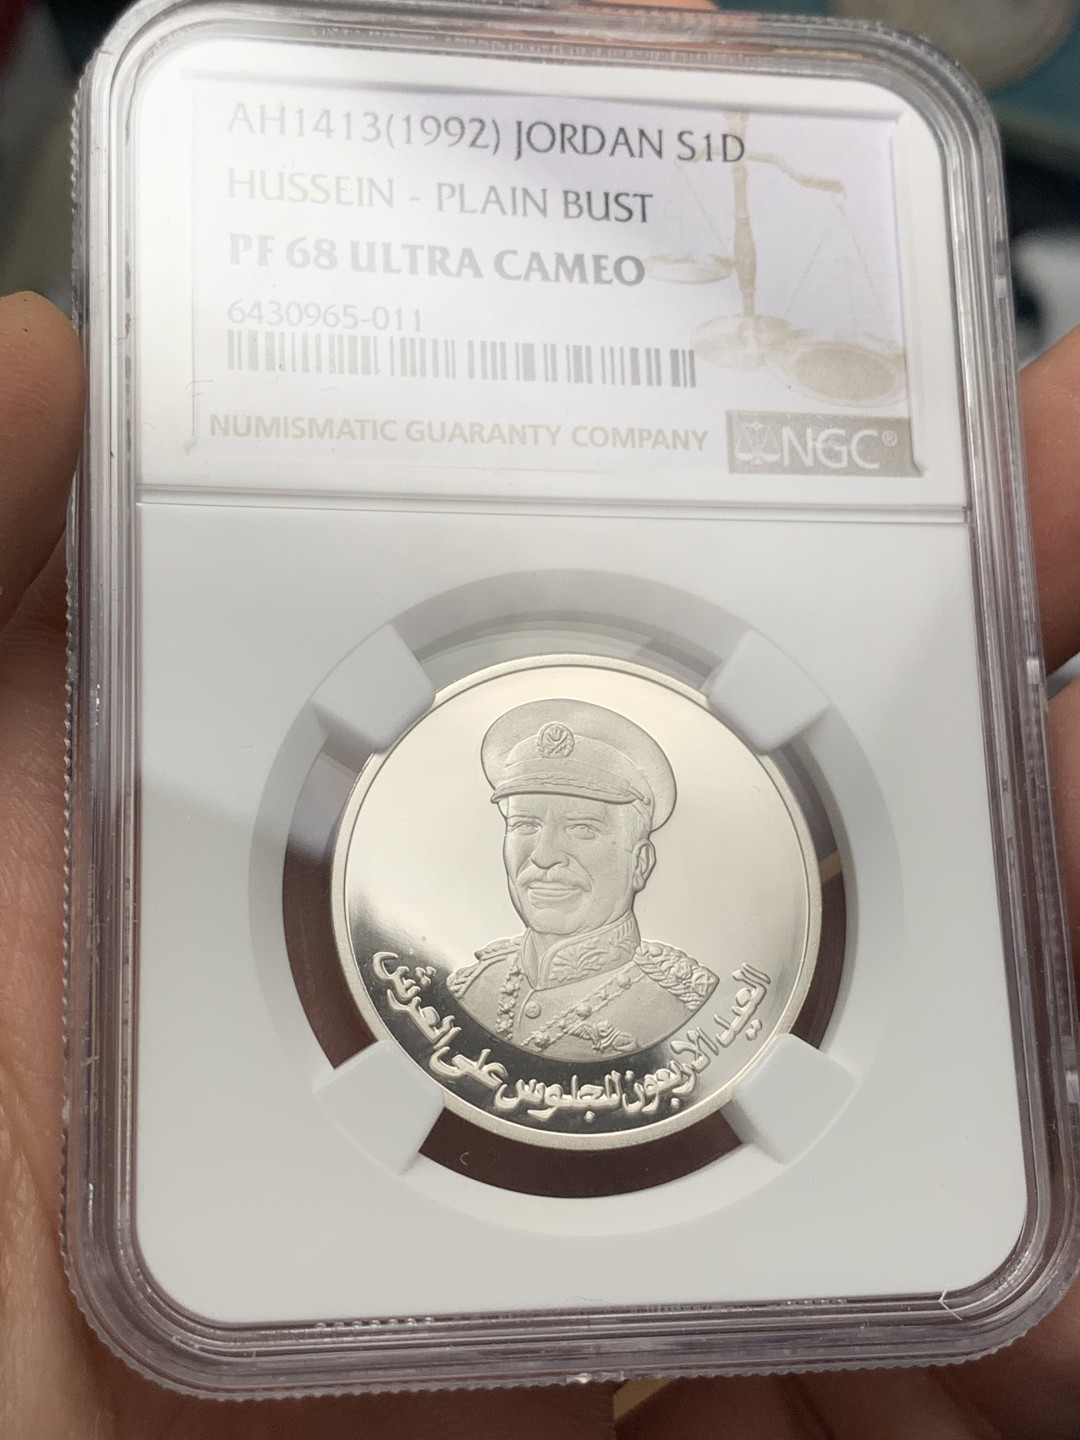 AH1413(1992) JORDAN S1D
HUSSEIN - PLAIN BUST
PF 68 ULTRA CAMEO
6430965-011
NUMISMATIC GUARANTY COMPANY
NGC®
العيد الاربعون للجلوس على العرش